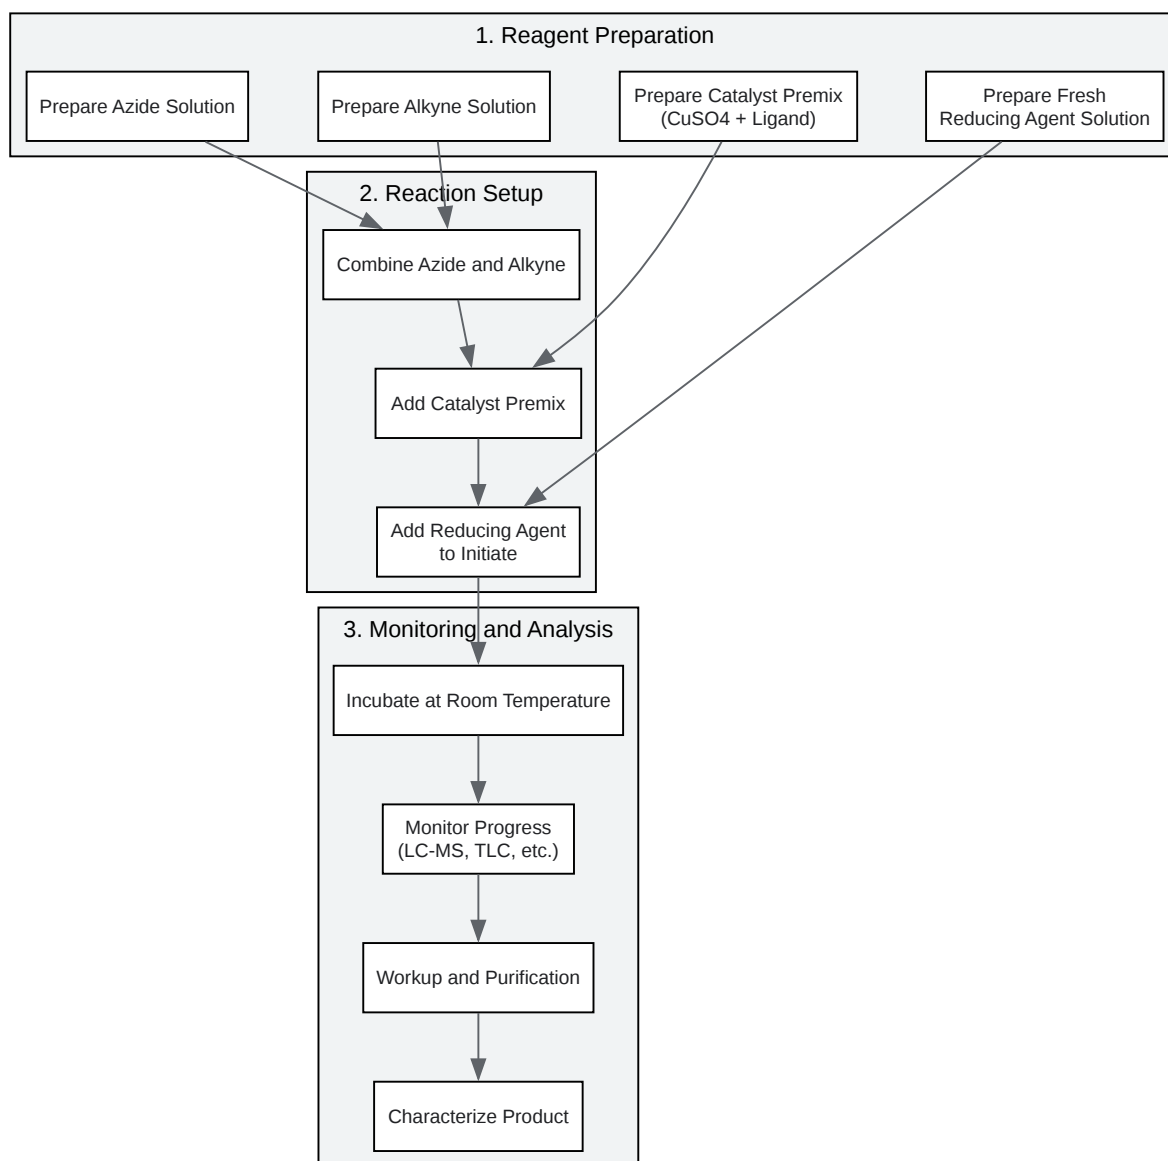 1. Reagent Preparation
Prepare Azide Solution
Prepare Alkyne Solution
Prepare Catalyst Premix
(CuSO4 + Ligand)
Prepare Fresh
Reducing Agent Solution
2. Reaction Setup
Combine Azide and Alkyne
Add Catalyst Premix
Add Reducing Agent
to Initiate
3. Monitoring and Analysis
Incubate at Room Temperature
Monitor Progress
(LC-MS, TLC, etc.)
Workup and Purification
Characterize Product